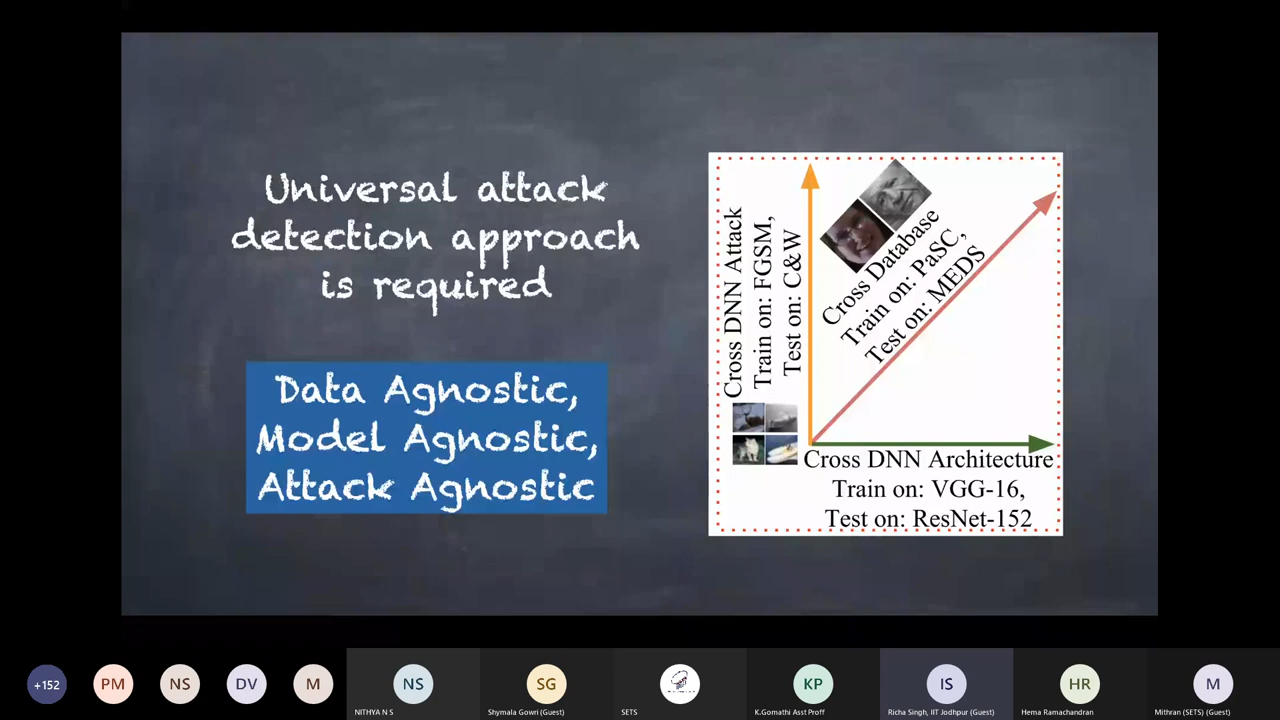 Universal attack
detection approach
is required
Data Agnostic,
Model Agnostic,
Attack Agnostic
Cross DNN Attack
Train on: FGSM,
Test on: C&W
Cross Database
Train on: PaSC,
Test on: MEDS
Cross DNN Architecture
Train on: VGG-16,
Test on: ResNet-152
+152
PM
NS
DV
M
NS
SG
KP
IS
HR
M
NITHYA N S
Shymala Gowri (Guest)
SETS
K.Gomathi Asst Proff
Richa Singh, IIT Jodhpur (Guest)
Hema Ramachandran
Mithran (SETS) (Guest)